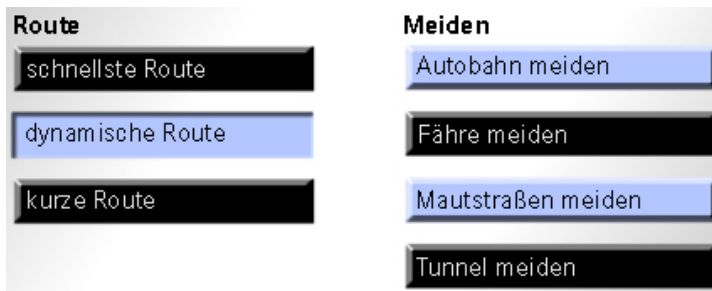 Route
schnellste Route
dynamische Route
kurze Route
Meiden
Autobahn meiden
Fähre meiden
Mautstraßen meiden
Tunnel meiden